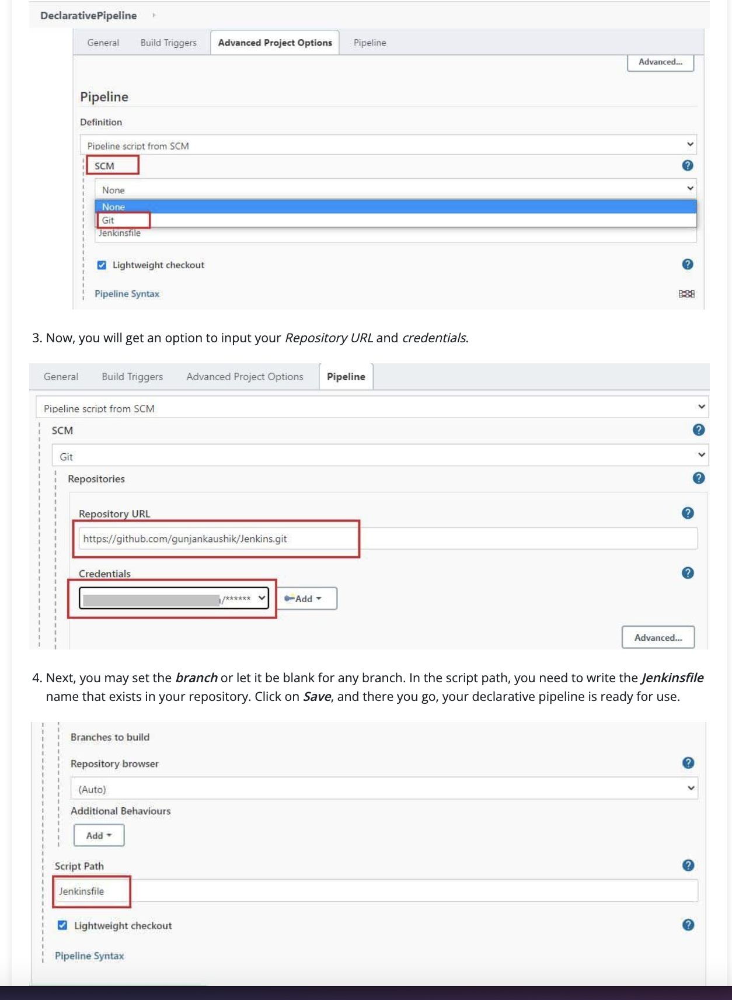 DeclarativePipeline
General Build Triggers Advanced Project Options Pipeline
Advanced...
Pipeline
Definition
Pipeline script from SCM
SCM
None
None
Git
Jenkinsfile
Lightweight checkout
Pipeline Syntax
3. Now, you will get an option to input your Repository URL and credentials.
General Build Triggers Advanced Project Options Pipeline
Pipeline script from SCM
SCM
Git
Repositories
Repository URL
https://github.com/gunjankaushik/Jenkins.git
Credentials
/****** Add
Advanced...
4. Next, you may set the branch or let it be blank for any branch. In the script path, you need to write the Jenkinsfile
name that exists in your repository. Click on Save, and there you go, your declarative pipeline is ready for use.
Branches to build
Repository browser
(Auto)
Additional Behaviours
Add
Script Path
Jenkinsfile
Lightweight checkout
Pipeline Syntax